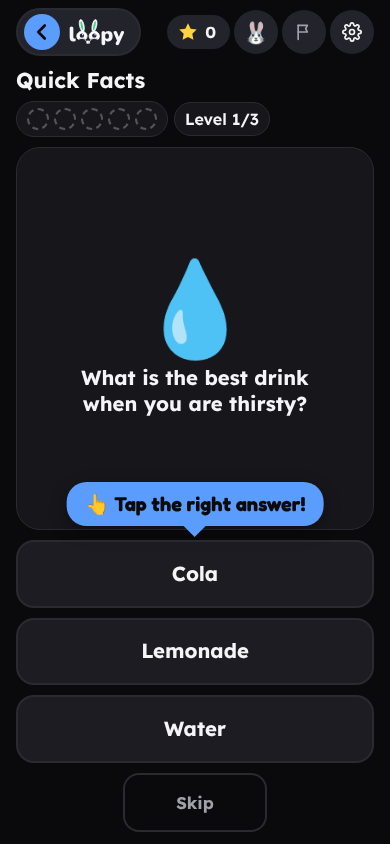 loopy
0
Quick Facts
Level 1/3
What is the best drink
when you are thirsty?
Tap the right answer!
Cola
Lemonade
Water
Skip